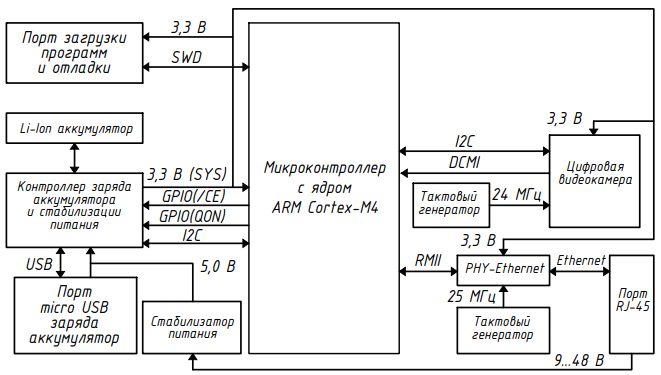 Порт загрузки
программ
и отладки
3,3 В
SWD
Li-Ion аккумулятор
Контроллер заряда
аккумулятора
и стабилизации
питания
3,3 В (SYS)
GPIO(/CE)
GPIO(QON)
I2C
USB
5,0 В
Порт
micro USB
заряда
аккумулятор
Стабилизатор
питания
Микроконтроллер
с ядром
ARM Cortex-M4
3,3 В
I2C
DCMI
Цифровая
видеокамера
Тактовый
генератор
24 МГц
3,3 В
RMII
PHY-Ethernet
Ethernet
Порт
RJ-45
25 МГц
Тактовый
генератор
9...48 В